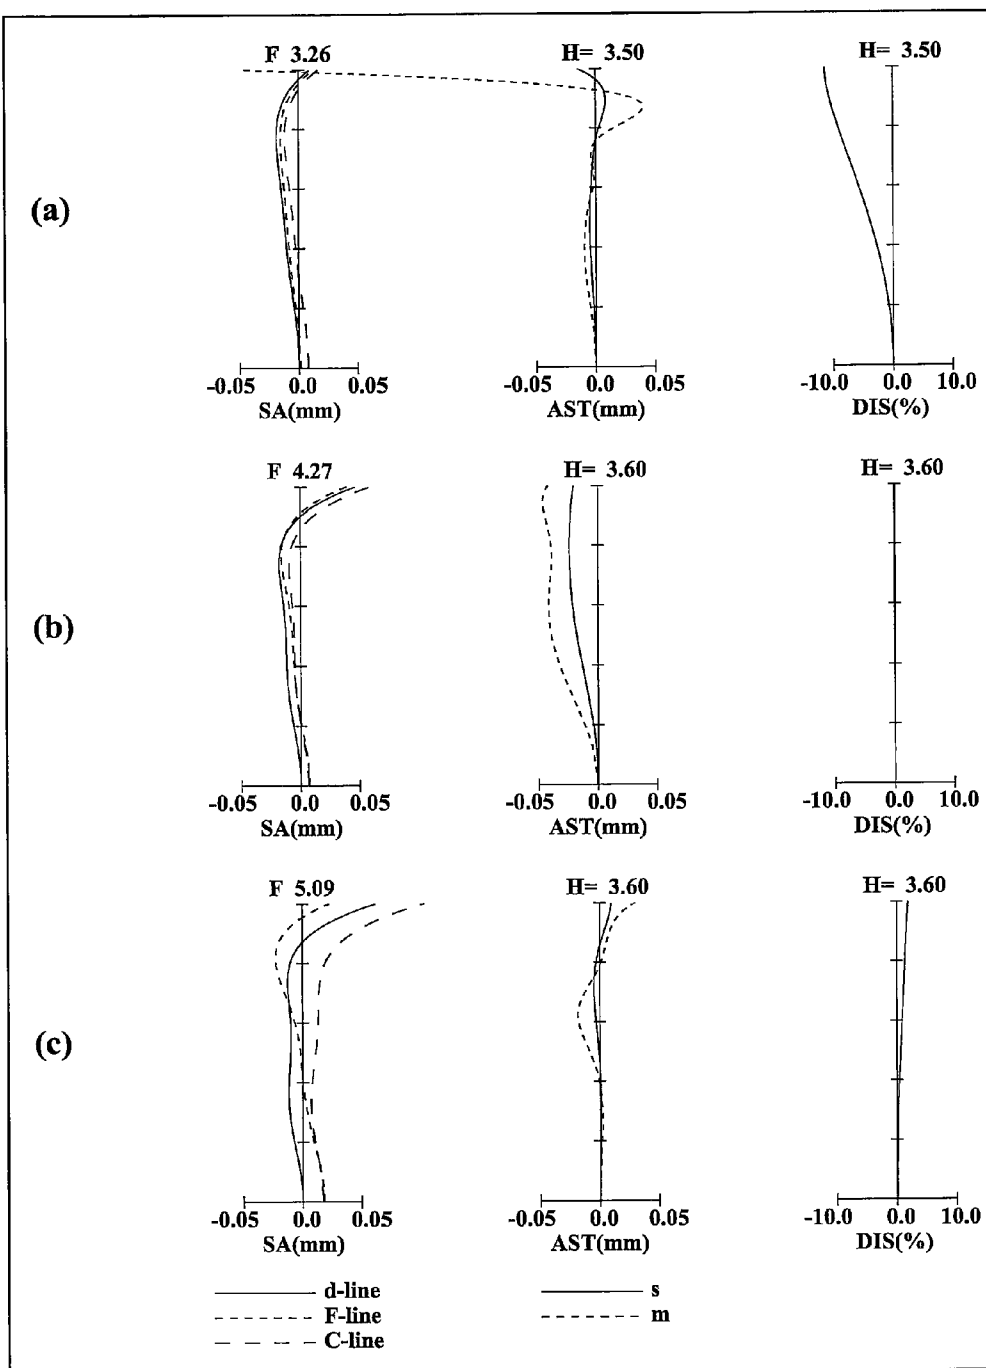 F 3.26 H= 3.50 H= 3.50
(a)
-0.05 0.0 0.05 -0.05 0.0 0.05 -10.0 0.0 10.0
SA(mm) AST(mm) DIS(%)
F 4.27 H= 3.60 H= 3.60
(b)
-0.05 0.0 0.05 -0.05 0.0 0.05 -10.0 0.0 10.0
SA(mm) AST(mm) DIS(%)
F 5.09 H= 3.60 H= 3.60
(c)
-0.05 0.0 0.05 -0.05 0.0 0.05 -10.0 0.0 10.0
SA(mm) AST(mm) DIS(%)
d-line s
F-line m
C-line